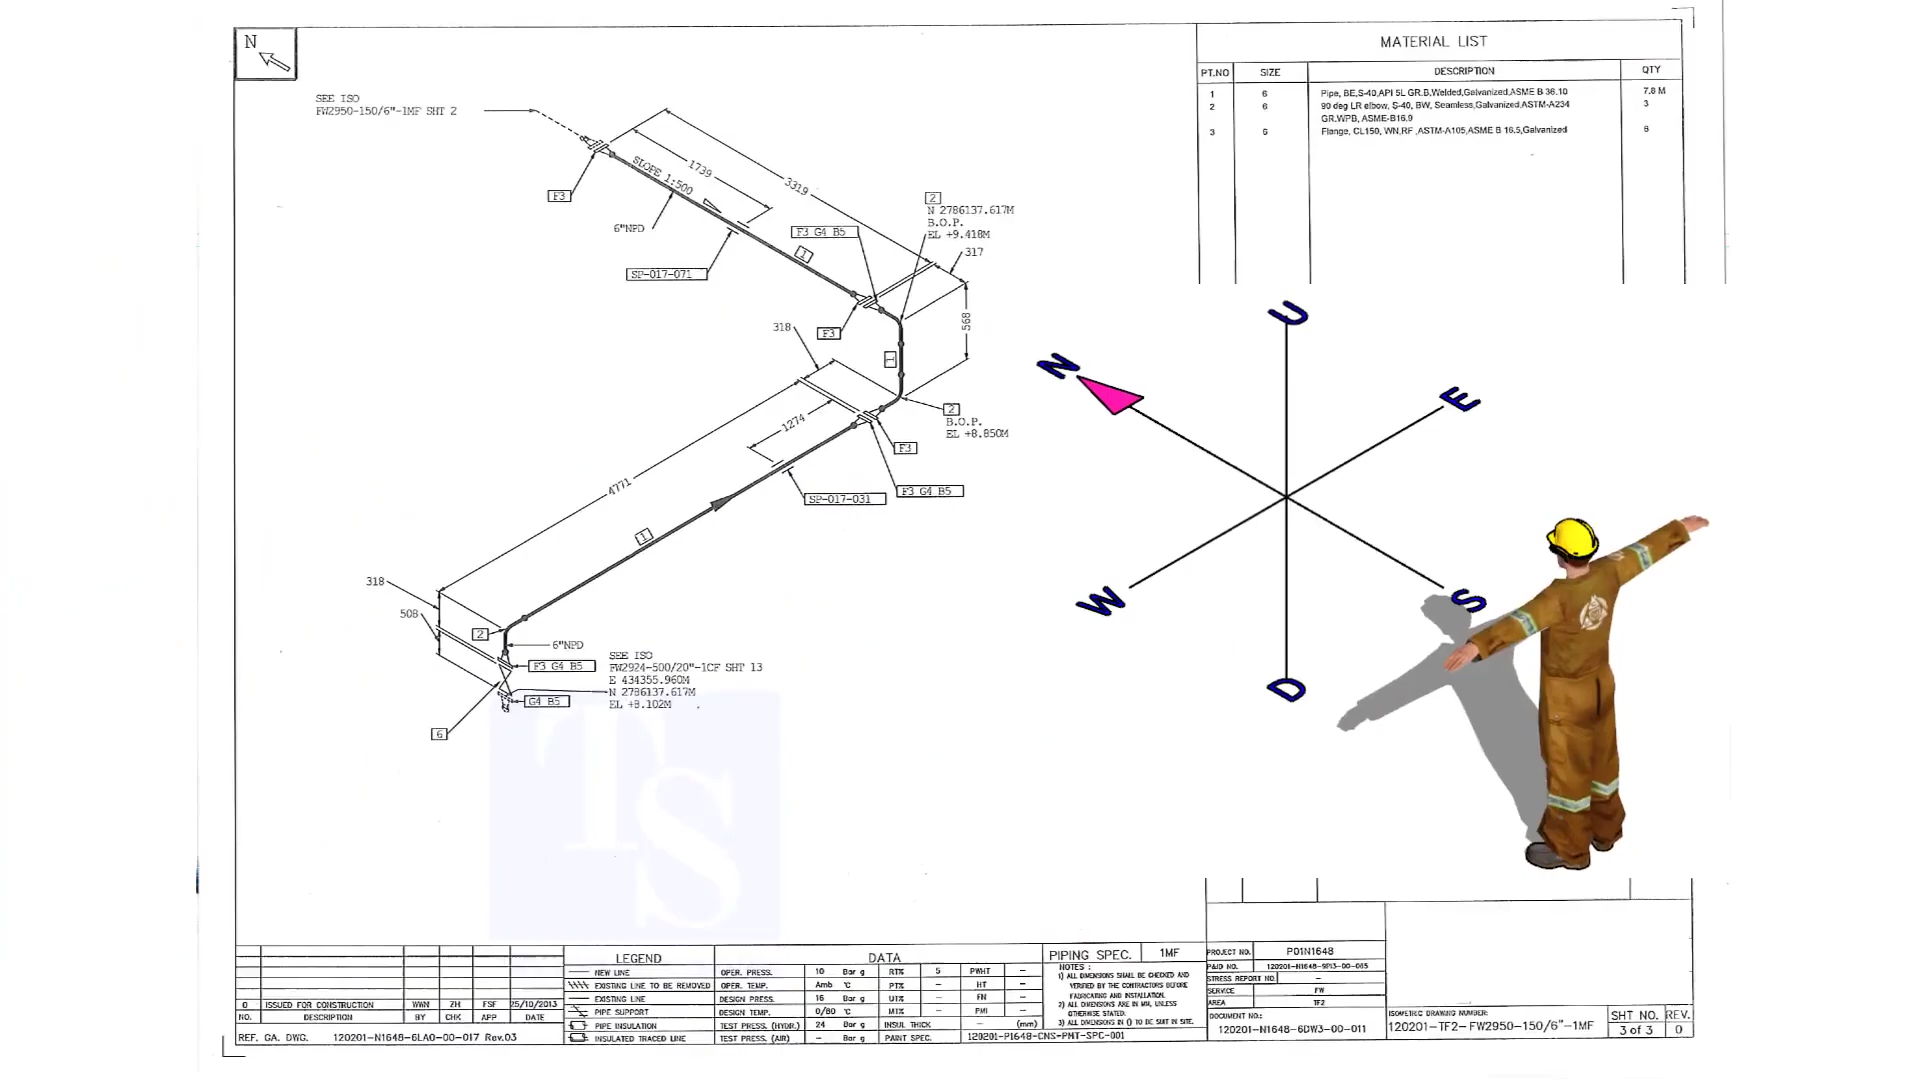 N
SEE ISO
FW2950-150/6"-1MF SHT 2
1739
3319
SLOPE 1:500
F3
6"NPD
F3 G4 B5
SP-017-071
1
2
N 2786137.617M
B.O.P.
EL +9.418M
317
568
F3
318
1
2
B.O.P.
EL +8.850M
1274
F3
F3 G4 B5
SP-017-031
4771
1
318
508
2
6"NPD
F3 G4 B5
SEE ISO
FW2924-500/20"-1CF SHT 13
E 434355.960M
N 2786137.617M
EL +8.102M
G4 B5
6
TS
MATERIAL LIST
PT.NO SIZE DESCRIPTION QTY
1 6 Pipe, BE,S-40,API 5L GR.B,Welded,Galvanized,ASME B 36.10 7.8 M
2 6 90 deg LR elbow, S-40, BW, Seamless,Galvanized,ASTM-A234 3
GR.WPB, ASME-B16.9
3 6 Flange, CL150, WN,RF ,ASTM-A105,ASME B 16.5,Galvanized 6
U
N
E
W
S
D
0 ISSUED FOR CONSTRUCTION WWN ZH FSF 25/10/2013
NO. DESCRIPTION BY CHK APP DATE
REF. GA. DWG. 120201-N1648-6LA0-00-017 Rev.03
LEGEND
NEW LINE
EXISTING LINE TO BE REMOVED
EXISTING LINE
PIPE SUPPORT
PIPE INSULATION
INSULATED TRACED LINE
DATA
OPER. PRESS. 10 Bar g RT% 5 PWHT -
OPER. TEMP. Amb °C PT% - HT -
DESIGN PRESS. 16 Bar g UT% - FN -
DESIGN TEMP. 0/80 °C MT% - PMI -
TEST PRESS. (HYDR.) 24 Bar g INSUL THICK - (mm)
TEST PRESS. (AIR) - Bar g PAINT SPEC. 120201-P1648-CNS-PMT-SPC-001
PIPING SPEC. 1MF
NOTES :
1) ALL DIMENSIONS SHALL BE CHECKED AND
VERIFIED BY THE CONTRACTORS BEFORE
FABRICATING AND INSTALLATION.
2) ALL DIMENSIONS ARE IN MM, UNLESS
OTHERWISE STATED.
3) ALL DIMENSIONS IN () TO BE SUIT IN SITE.
PROJECT NO. P01N1648
P&ID NO.
STRESS REPORT NO. -
SERVICE FW
AREA TF2
DOCUMENT NO.:
120201-N1648-6DW3-00-011
ISOMETRIC DRAWING NUMBER:
120201-TF2-FW2950-150/6"-1MF
SHT NO. REV.
3 of 3 0